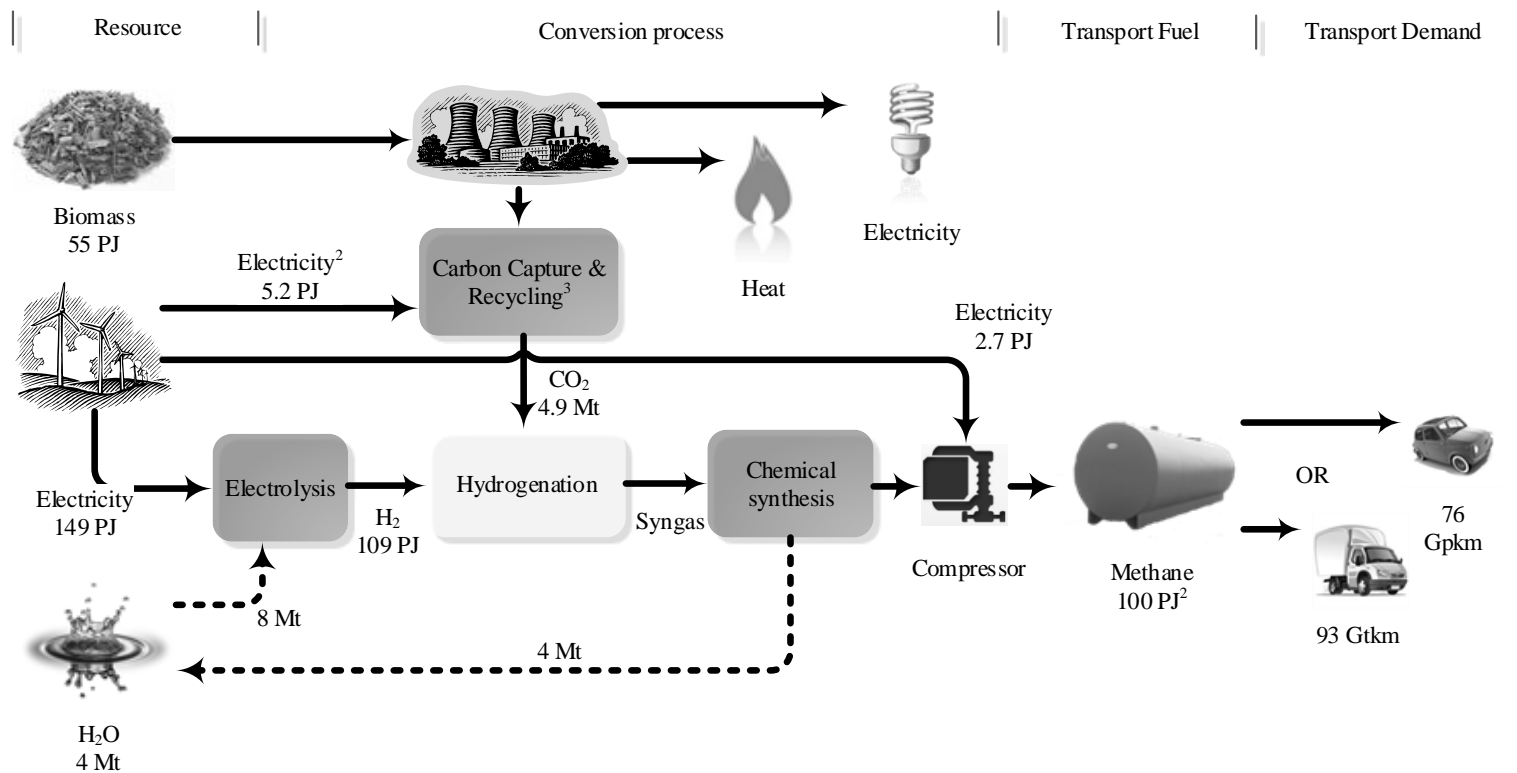 Resource
Conversion process
Transport Fuel
Transport Demand
Biomass
55 PJ
Electricity
Heat
Electricity²
5.2 PJ
Carbon Capture &
Recycling³
Electricity
2.7 PJ
CO₂
4.9 Mt
Electricity
149 PJ
Electrolysis
H₂
109 PJ
Hydrogenation
Syngas
Chemical
synthesis
Compressor
Methane
100 PJ²
OR
76
Gpkm
93 Gtkm
8 Mt
4 Mt
H₂O
4 Mt